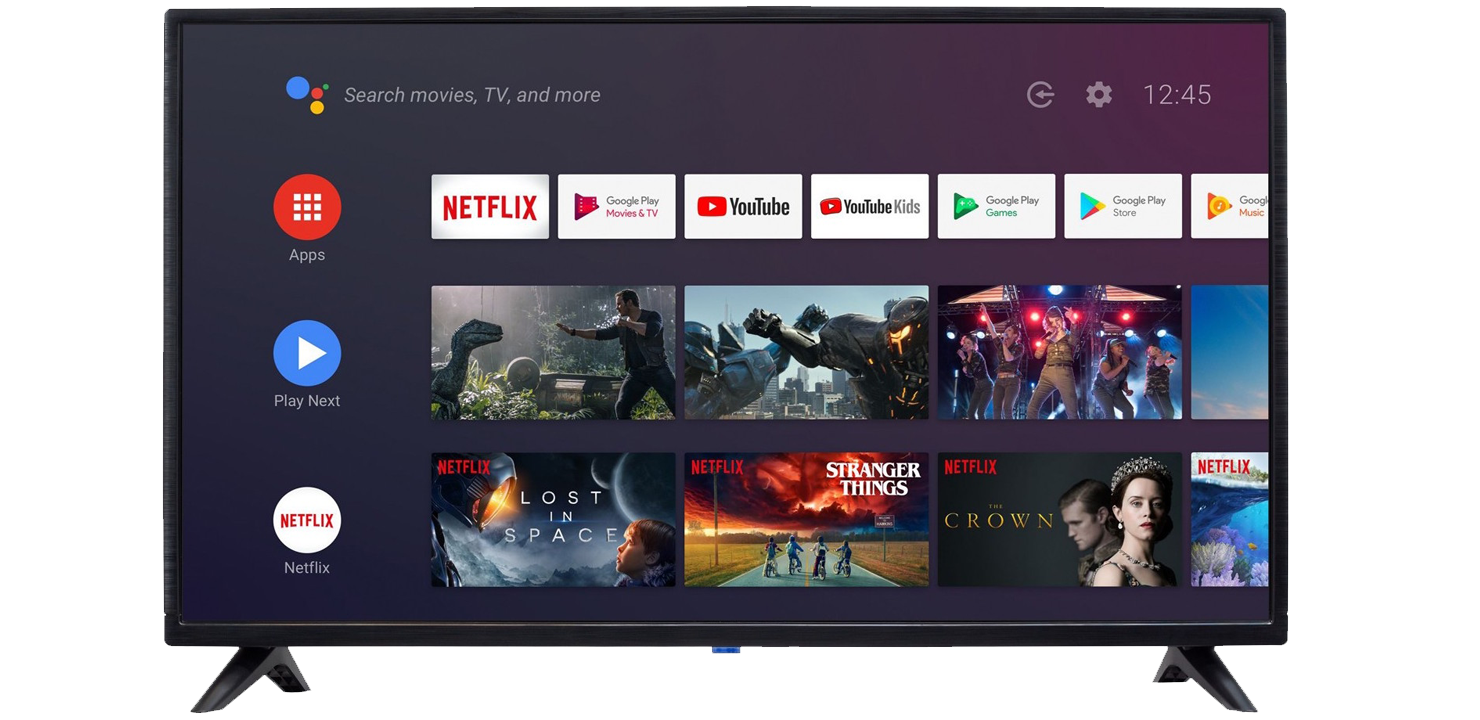 Search movies, TV, and more
12:45
Apps
NETFLIX
Google Play
Movies & TV
YouTube
YouTube Kids
Google Play
Games
Google Play
Store
Googl
Music
Play Next
NETFLIX
Netflix
NETFLIX
LOST
IN
SPACE
NETFLIX
STRANGER
THINGS
NETFLIX
THE
CROWN
NETFLIX